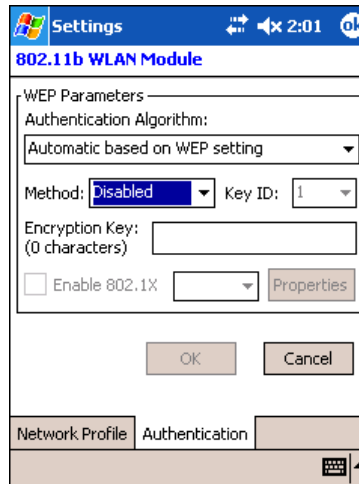 Settings 2:01 ok
802.11b WLAN Module
WEP Parameters
Authentication Algorithm:
Automatic based on WEP setting
Method: Disabled Key ID: 1
Encryption Key:
(0 characters)
Enable 802.1X Properties
OK Cancel
Network Profile Authentication